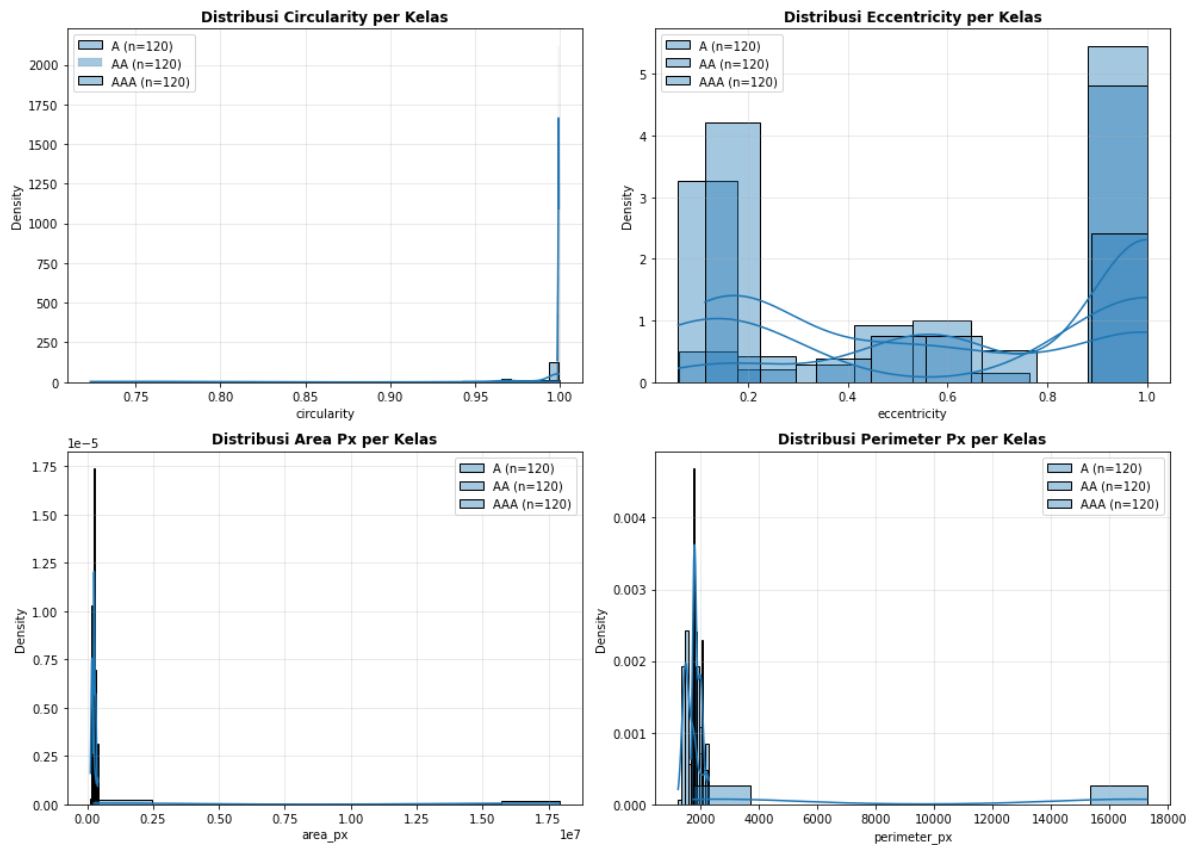 Distribusi Circularity per Kelas
A (n=120)
AA (n=120)
AAA (n=120)
2000
1750
1500
1250
1000
750
500
250
0
Density
0.75
0.80
0.85
0.90
0.95
1.00
circularity
Distribusi Eccentricity per Kelas
A (n=120)
AA (n=120)
AAA (n=120)
5
4
3
2
1
0
Density
0.2
0.4
0.6
0.8
1.0
eccentricity
Distribusi Area Px per Kelas
1e−5
A (n=120)
AA (n=120)
AAA (n=120)
1.75
1.50
1.25
1.00
0.75
0.50
0.25
0.00
Density
0.00
0.25
0.50
0.75
1.00
1.25
1.50
1.75
1e7
area_px
Distribusi Perimeter Px per Kelas
A (n=120)
AA (n=120)
AAA (n=120)
0.004
0.003
0.002
0.001
0.000
Density
2000
4000
6000
8000
10000
12000
14000
16000
18000
perimeter_px